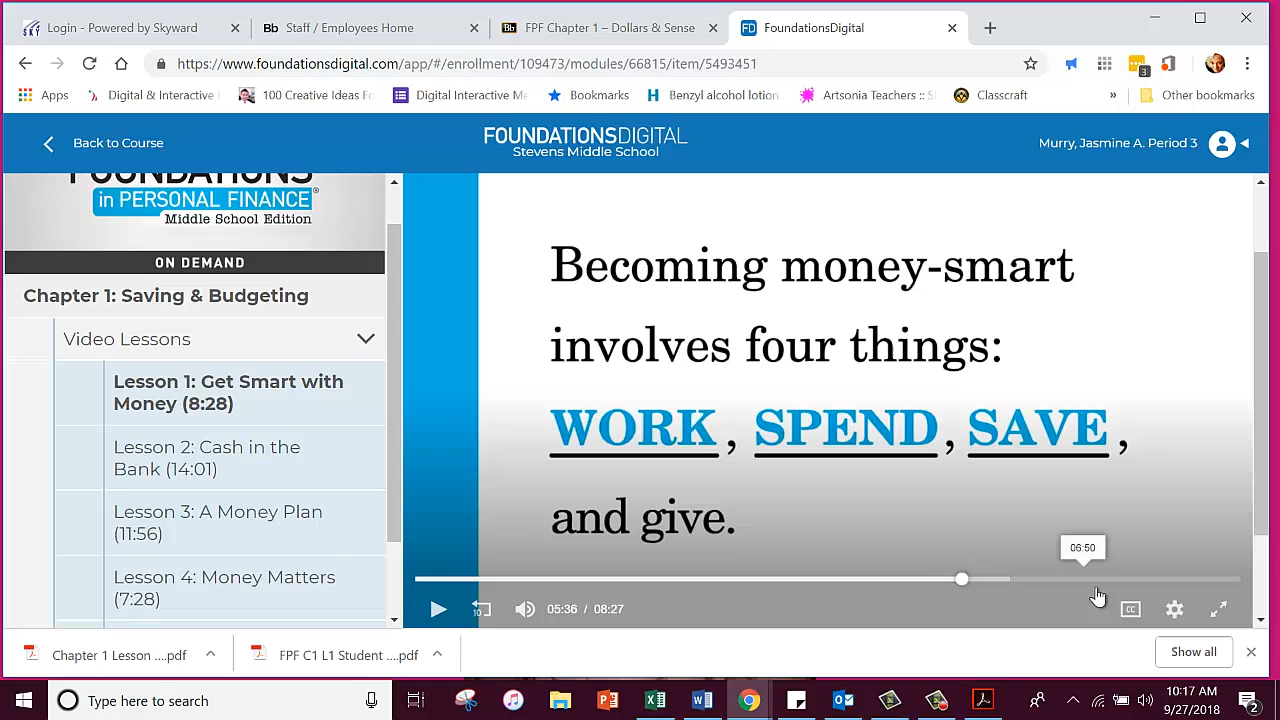 Login - Powered by Skyward
Bb Staff / Employees Home
Bb FPF Chapter 1 – Dollars & Sense
FD FoundationsDigital
https://www.foundationsdigital.com/app/#/enrollment/109473/modules/66815/item/5493451
3
Apps
Digital & Interactive
100 Creative Ideas Fo
Digital Interactive Me
Bookmarks
H Benzyl alcohol lotion
Artsonia Teachers ::
Classcraft
»
Other bookmarks
Back to Course
FOUNDATIONSDIGITAL
Stevens Middle School
Murry, Jasmine A. Period 3
FOUNDATIONS
in PERSONAL FINANCE®
Middle School Edition
ON DEMAND
Chapter 1: Saving & Budgeting
Video Lessons
Lesson 1: Get Smart with
Money (8:28)
Lesson 2: Cash in the
Bank (14:01)
Lesson 3: A Money Plan
(11:56)
Lesson 4: Money Matters
(7:28)
Becoming money-smart
involves four things:
WORK, SPEND, SAVE,
and give.
06:50
10
05:36 / 08:27
CC
Chapter 1 Lesson ....pdf
FPF C1 L1 Student ....pdf
Show all
Type here to search
10:17 AM
9/27/2018
2